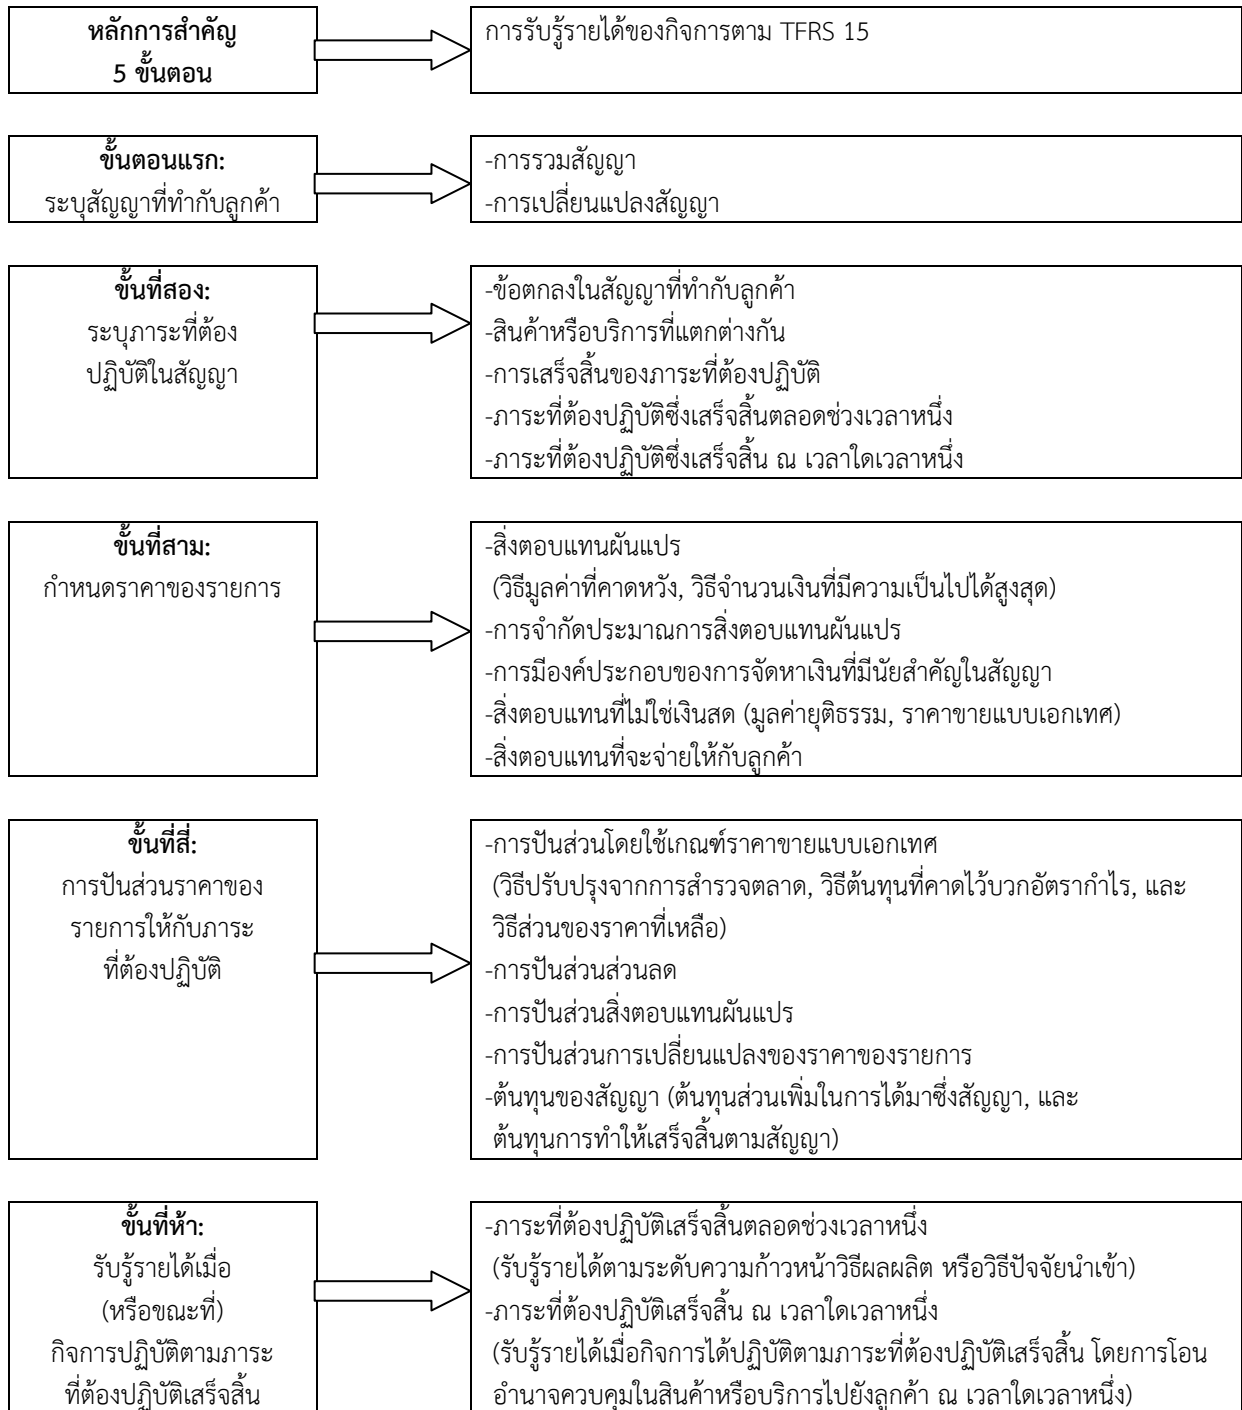 หลักการสำคัญ
5 ขั้นตอน
การรับรู้รายได้ของกิจการตาม TFRS 15
ขั้นตอนแรก:
ระบุสัญญาที่ทำกับลูกค้า
-การรวมสัญญา
-การเปลี่ยนแปลงสัญญา
ขั้นที่สอง:
ระบุภาระที่ต้อง
ปฏิบัติในสัญญา
-ข้อตกลงในสัญญาที่ทำกับลูกค้า
-สินค้าหรือบริการที่แตกต่างกัน
-การเสร็จสิ้นของภาระที่ต้องปฏิบัติ
-ภาระที่ต้องปฏิบัติซึ่งเสร็จสิ้นตลอดช่วงเวลาหนึ่ง
-ภาระที่ต้องปฏิบัติซึ่งเสร็จสิ้น ณ เวลาใดเวลาหนึ่ง
ขั้นที่สาม:
กำหนดราคาของรายการ
-สิ่งตอบแทนผันแปร
(วิธีมูลค่าที่คาดหวัง, วิธีจำนวนเงินที่มีความเป็นไปได้สูงสุด)
-การจำกัดประมาณการสิ่งตอบแทนผันแปร
-การมีองค์ประกอบของการจัดหาเงินที่มีนัยสำคัญในสัญญา
-สิ่งตอบแทนที่ไม่ใช่เงินสด (มูลค่ายุติธรรม, ราคาขายแบบเอกเทศ)
-สิ่งตอบแทนที่จะจ่ายให้กับลูกค้า
ขั้นที่สี่:
การปันส่วนราคาของ
รายการให้กับภาระ
ที่ต้องปฏิบัติ
-การปันส่วนโดยใช้เกณฑ์ราคาขายแบบเอกเทศ
(วิธีปรับปรุงจากการสำรวจตลาด, วิธีต้นทุนที่คาดไว้บวกอัตรากำไร, และ
วิธีส่วนของราคาที่เหลือ)
-การปันส่วนส่วนลด
-การปันส่วนสิ่งตอบแทนผันแปร
-การปันส่วนการเปลี่ยนแปลงของราคาของรายการ
-ต้นทุนของสัญญา (ต้นทุนส่วนเพิ่มในการได้มาซึ่งสัญญา, และ
ต้นทุนการทำให้เสร็จสิ้นตามสัญญา)
ขั้นที่ห้า:
รับรู้รายได้เมื่อ
(หรือขณะที่)
กิจการปฏิบัติตามภาระ
ที่ต้องปฏิบัติเสร็จสิ้น
-ภาระที่ต้องปฏิบัติเสร็จสิ้นตลอดช่วงเวลาหนึ่ง
(รับรู้รายได้ตามระดับความก้าวหน้าวิธีผลผลิต หรือวิธีปัจจัยนำเข้า)
-ภาระที่ต้องปฏิบัติเสร็จสิ้น ณ เวลาใดเวลาหนึ่ง
(รับรู้รายได้เมื่อกิจการได้ปฏิบัติตามภาระที่ต้องปฏิบัติเสร็จสิ้น โดยการโอน
อำนาจควบคุมในสินค้าหรือบริการไปยังลูกค้า ณ เวลาใดเวลาหนึ่ง)